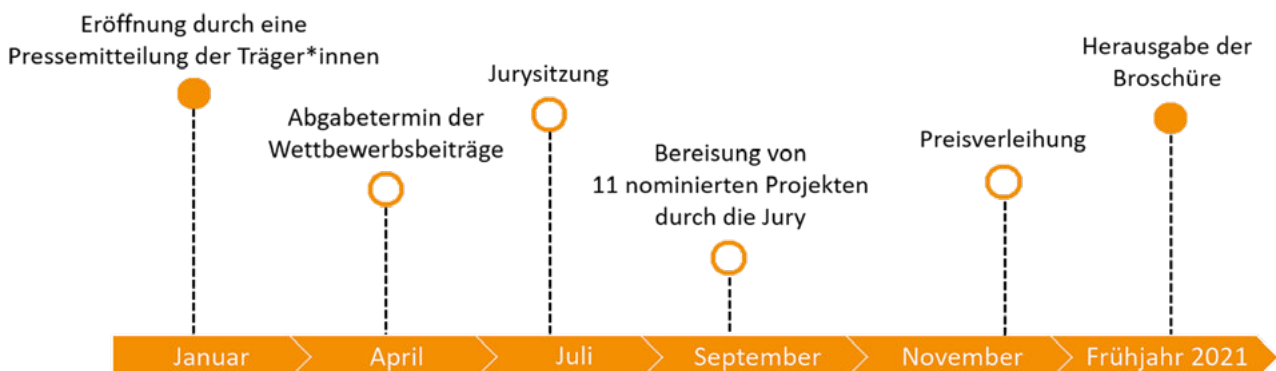 Eröffnung durch eine
Pressemitteilung der Träger*innen
Abgabetermin der
Wettbewerbsbeiträge
Jurysitzung
Bereisung von
11 nominierten Projekten
durch die Jury
Preisverleihung
Herausgabe der
Broschüre
Januar
April
Juli
September
November
Frühjahr 2021